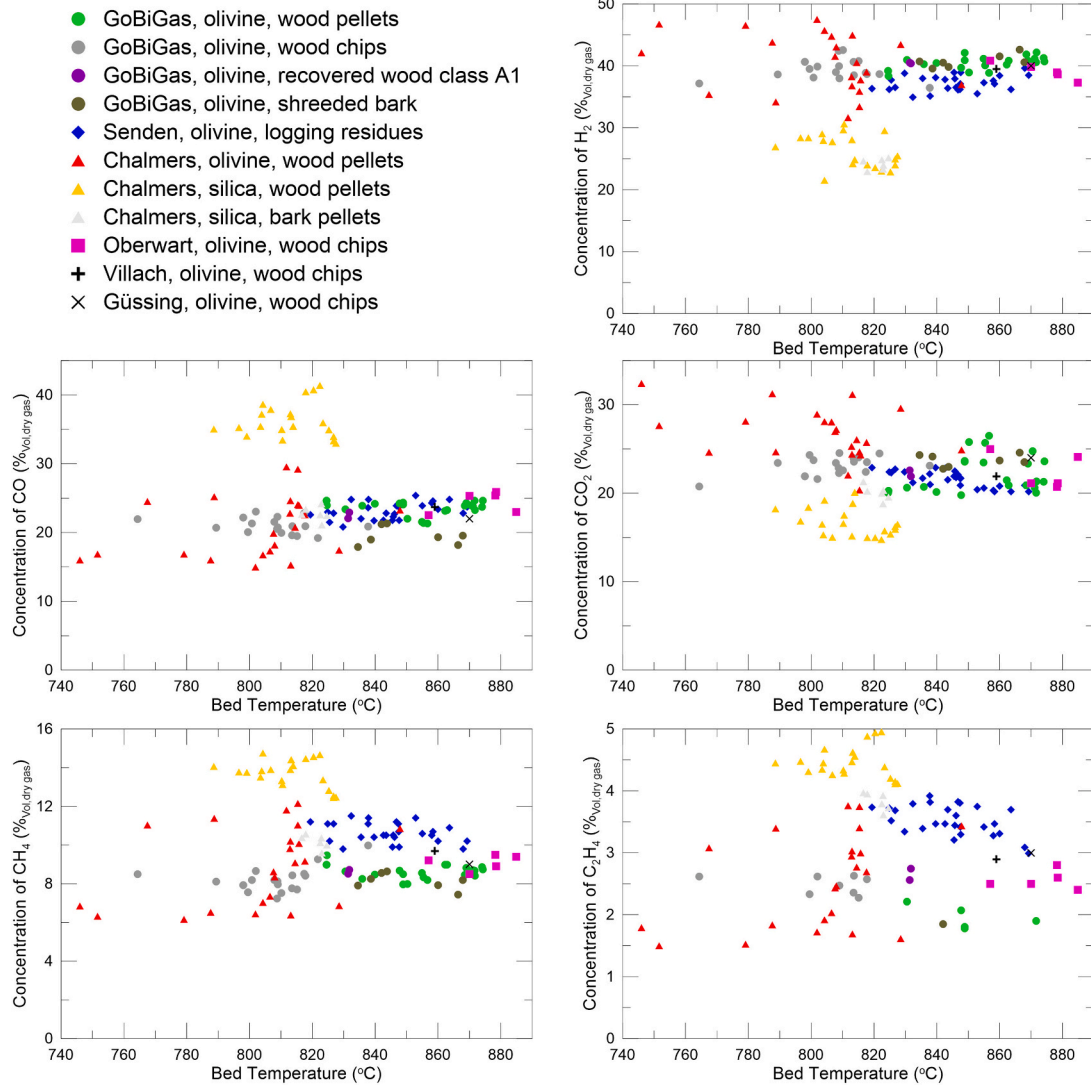 GoBiGas, olivine, wood pellets
GoBiGas, olivine, wood chips
GoBiGas, olivine, recovered wood class A1
GoBiGas, olivine, shreeded bark
Senden, olivine, logging residues
Chalmers, olivine, wood pellets
Chalmers, silica, wood pellets
Chalmers, silica, bark pellets
Oberwart, olivine, wood chips
Villach, olivine, wood chips
Güssing, olivine, wood chips
Concentration of H2 (%Vol,dry gas)
50
40
30
20
10
0
740 760 780 800 820 840 860 880
Bed Temperature (oC)
Concentration of CO (%Vol,dry gas)
40
30
20
10
0
740 760 780 800 820 840 860 880
Bed Temperature (oC)
Concentration of CO2 (%Vol,dry gas)
30
20
10
0
740 760 780 800 820 840 860 880
Bed Temperature (oC)
Concentration of CH4 (%Vol,dry gas)
16
12
8
4
0
740 760 780 800 820 840 860 880
Bed Temperature (oC)
Concentration of C2H4 (%Vol,dry gas)
5
4
3
2
1
0
740 760 780 800 820 840 860 880
Bed Temperature (oC)